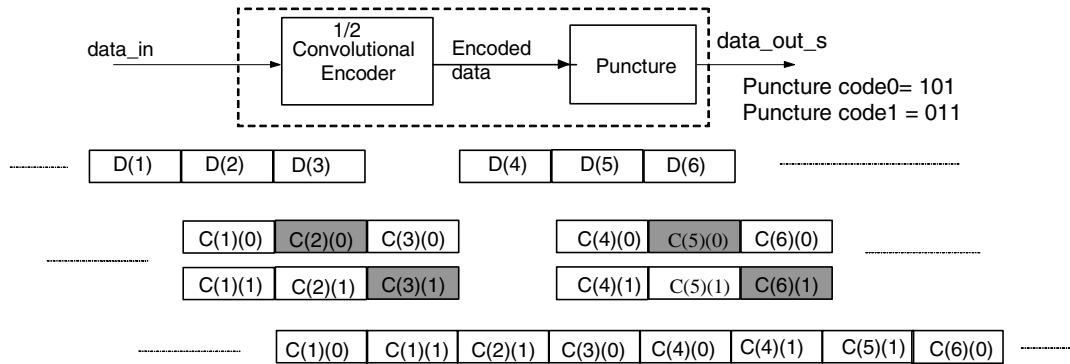 data_in
1/2
Convolutional
Encoder
Encoded
data
Puncture
data_out_s
Puncture code0= 101
Puncture code1 = 011
D(1) D(2) D(3) D(4) D(5) D(6)
C(1)(0) C(2)(0) C(3)(0) C(4)(0) C(5)(0) C(6)(0)
C(1)(1) C(2)(1) C(3)(1) C(4)(1) C(5)(1) C(6)(1)
C(1)(0) C(1)(1) C(2)(1) C(3)(0) C(4)(0) C(4)(1) C(5)(1) C(6)(0)